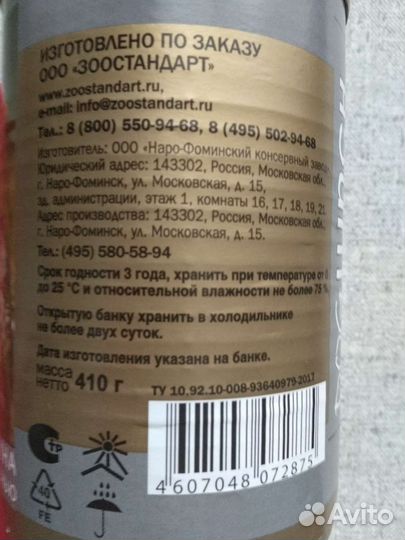 ИЗГОТОВЛЕНО ПО ЗАКАЗУ
ООО «ЗООСТАНДАРТ»
www.zoostandart.ru,
e-mail: info@zoostandart.ru
Тел.: 8 (800) 550-94-68, 8 (495) 502-94-68
Изготовитель: ООО «Наро-Фоминский консервный завод»
Юридический адрес: 143302, Россия, Московская обл.,
г. Наро-Фоминск, ул. Московская, д. 15,
зд. администрации, этаж 1, комнаты 16, 17, 18, 19, 21
Адрес производства: 143302, Россия, Московская обл.,
г. Наро-Фоминск, ул. Московская, д. 15.
Тел.: (495) 580-58-94
Срок годности 3 года, хранить при температуре от 0
до 25 °С и относительной влажности не более 75 %.
Открытую банку хранить в холодильнике
не более двух суток.
Дата изготовления указана на банке.
масса
нетто 410 г
ТУ 10.92.10-008-93640979-2017
ТР
40
FE
4 607048 072875
НА
Avito